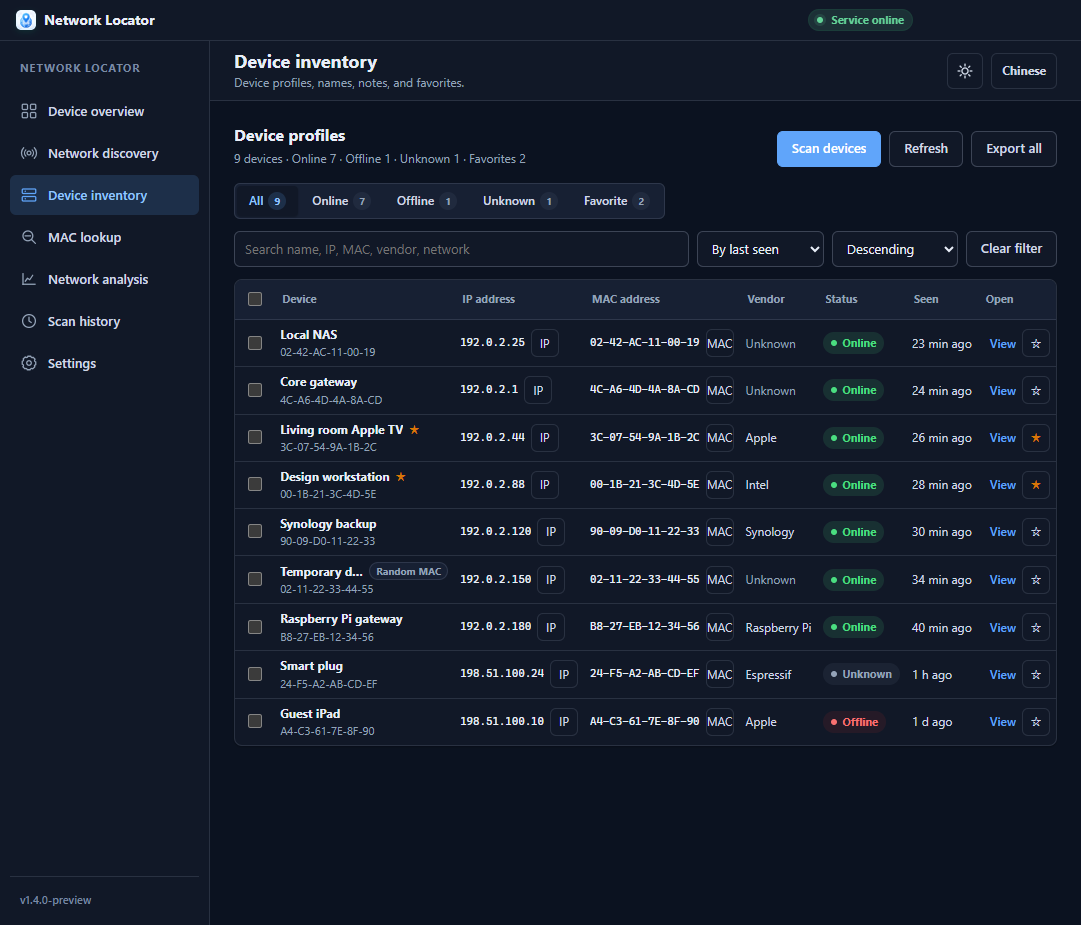 Network Locator
Service online
NETWORK LOCATOR
Device overview
Network discovery
Device inventory
MAC lookup
Network analysis
Scan history
Settings
v1.4.0-preview
Device inventory
Device profiles, names, notes, and favorites.
Chinese
Device profiles
9 devices · Online 7 · Offline 1 · Unknown 1 · Favorites 2
Scan devices
Refresh
Export all
All 9
Online 7
Offline 1
Unknown 1
Favorite 2
Search name, IP, MAC, vendor, network
By last seen
Descending
Clear filter
Device IP address MAC address Vendor Status Seen Open
Local NAS
02-42-AC-11-00-19
192.0.2.25 IP 02-42-AC-11-00-19 MAC Unknown Online 23 min ago View ☆
Core gateway
4C-A6-4D-4A-8A-CD
192.0.2.1 IP 4C-A6-4D-4A-8A-CD MAC Unknown Online 24 min ago View ☆
Living room Apple TV ★
3C-07-54-9A-1B-2C
192.0.2.44 IP 3C-07-54-9A-1B-2C MAC Apple Online 26 min ago View ★
Design workstation ★
00-1B-21-3C-4D-5E
192.0.2.88 IP 00-1B-21-3C-4D-5E MAC Intel Online 28 min ago View ★
Synology backup
90-09-D0-11-22-33
192.0.2.120 IP 90-09-D0-11-22-33 MAC Synology Online 30 min ago View ☆
Temporary d... Random MAC
02-11-22-33-44-55
192.0.2.150 IP 02-11-22-33-44-55 MAC Unknown Online 34 min ago View ☆
Raspberry Pi gateway
B8-27-EB-12-34-56
192.0.2.180 IP B8-27-EB-12-34-56 MAC Raspberry Pi Online 40 min ago View ☆
Smart plug
24-F5-A2-AB-CD-EF
198.51.100.24 IP 24-F5-A2-AB-CD-EF MAC Espressif Unknown 1 h ago View ☆
Guest iPad
A4-C3-61-7E-8F-90
198.51.100.10 IP A4-C3-61-7E-8F-90 MAC Apple Offline 1 d ago View ☆